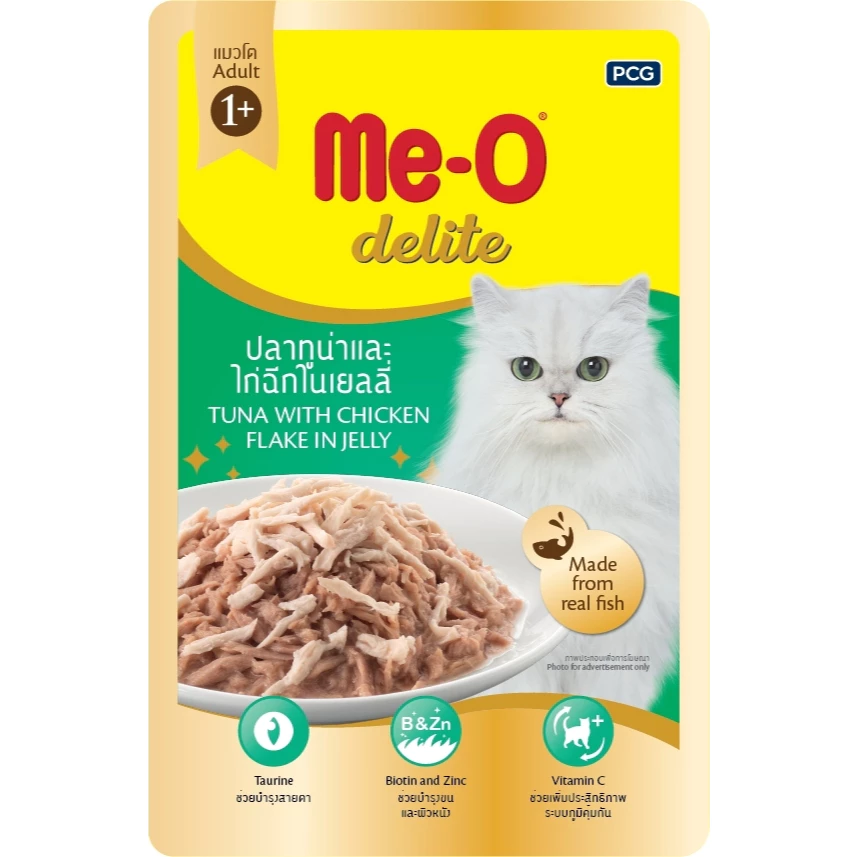 แมวโต
Adult
1+
PCG
Me-O®
delite
ปลาทูน่าและ
ไก่ฉีกในเยลลี่
TUNA WITH CHICKEN
FLAKE IN JELLY
Made
from
real fish
ภาพประกอบเพื่อการโฆษณา
Photo for advertisement only
B&Zn
Taurine
ช่วยบำรุงสายตา
Biotin and Zinc
ช่วยบำรุงขน
และผิวหนัง
Vitamin C
ช่วยเพิ่มประสิทธิภาพ
ระบบภูมิคุ้มกัน